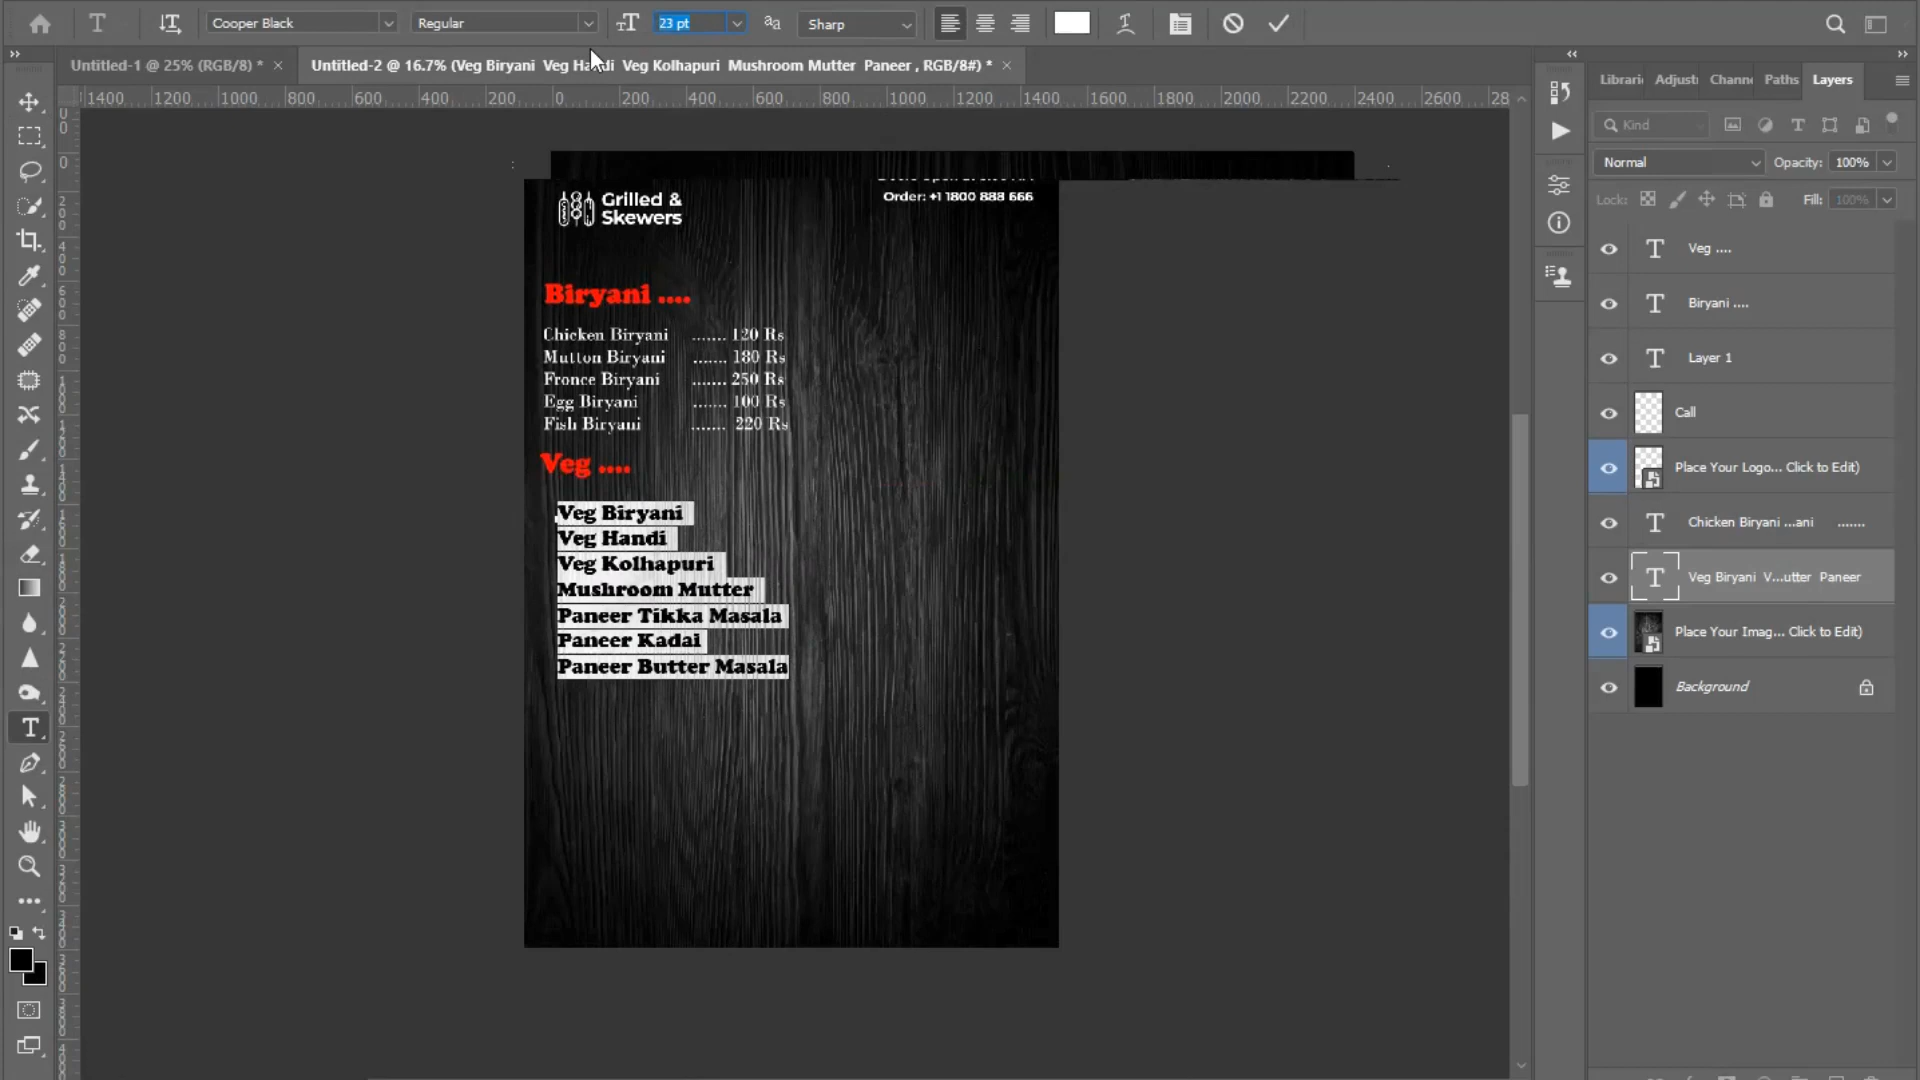 Cooper Black
Regular
23 pt
aa
Sharp
Untitled-1 @ 25% (RGB/8) *
Untitled-2 @ 16.7% (Veg Biryani Veg Handi Veg Kolhapuri Mushroom Mutter Paneer , RGB/8#) *
1400 1200 1000 800 600 400 200 0 200 400 600 800 1000 1200 1400 1600 1800 2000 2200 2400 2600 28
Grilled &
Skewers
Order: +1 1800 888 666
Biryani ....
Chicken Biryani ....... 120 Rs
Mutton Biryani ....... 180 Rs
Fronce Biryani ....... 250 Rs
Egg Biryani ....... 100 Rs
Fish Biryani ....... 220 Rs
Veg ....
Veg Biryani
Veg Handi
Veg Kolhapuri
Mushroom Mutter
Paneer Tikka Masala
Paneer Kadai
Paneer Butter Masala
Librari Adjust Chann Paths Layers
Kind
Normal
Opacity: 100%
Lock:
Fill: 100%
Veg ....
Biryani ....
Layer 1
Call
Place Your Logo... Click to Edit)
Chicken Biryani ...ani .......
Veg Biryani V...utter Paneer
Place Your Imag... Click to Edit)
Background